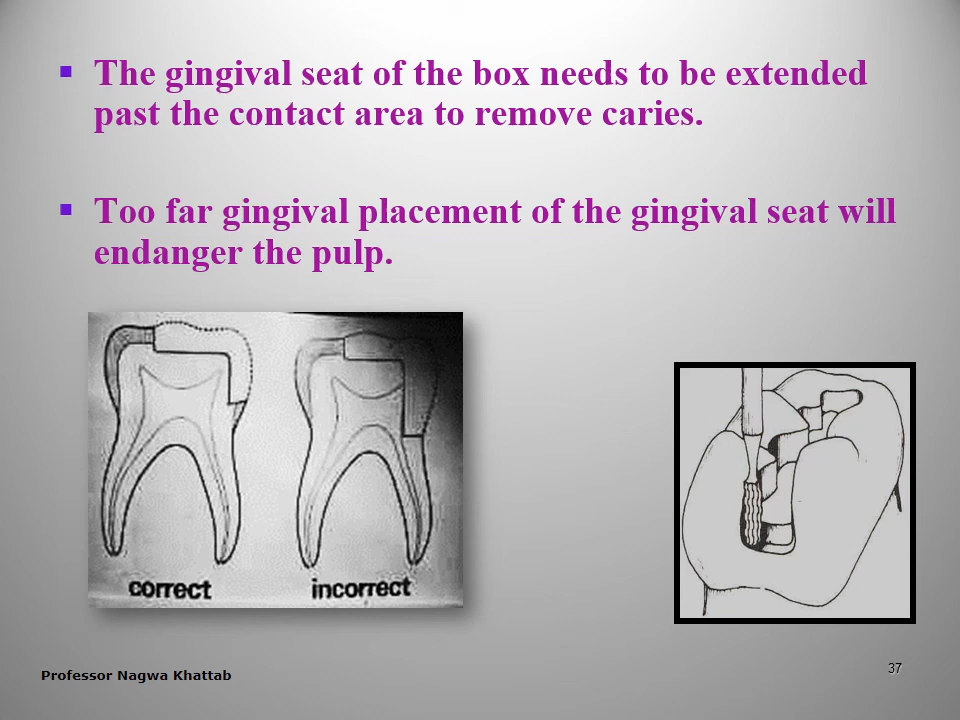 The gingival seat of the box needs to be extended
past the contact area to remove caries.
Too far gingival placement of the gingival seat will
endanger the pulp.
correct
incorrect
Professor Nagwa Khattab
37